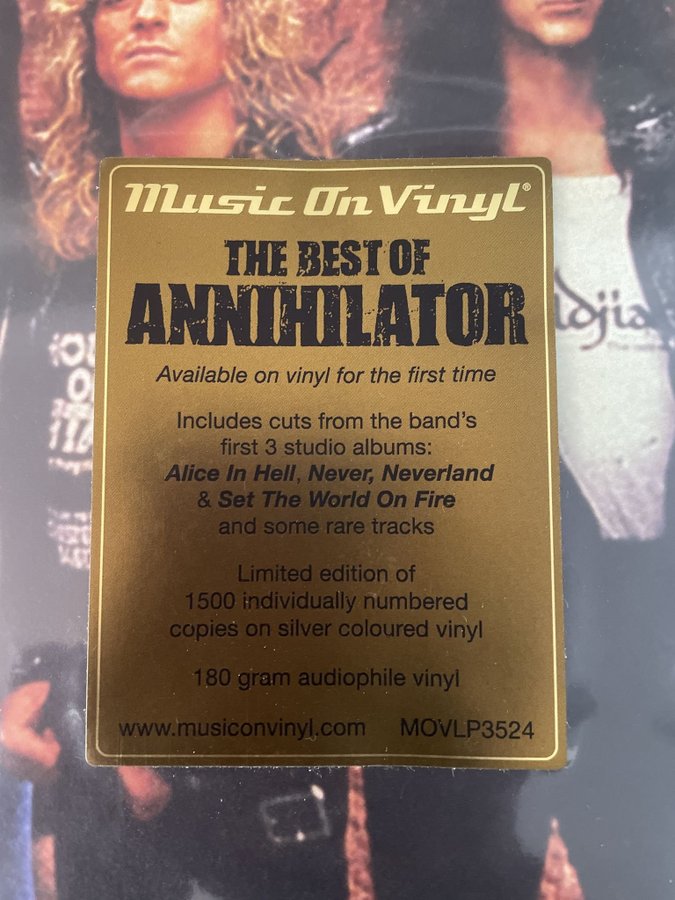 Music On Vinyl®
THE BEST OF
ANNIHILATOR
Available on vinyl for the first time
Includes cuts from the band's
first 3 studio albums:
Alice In Hell, Never, Neverland
& Set The World On Fire
and some rare tracks
Limited edition of
1500 individually numbered
copies on silver coloured vinyl
180 gram audiophile vinyl
www.musiconvinyl.com MOVLP3524